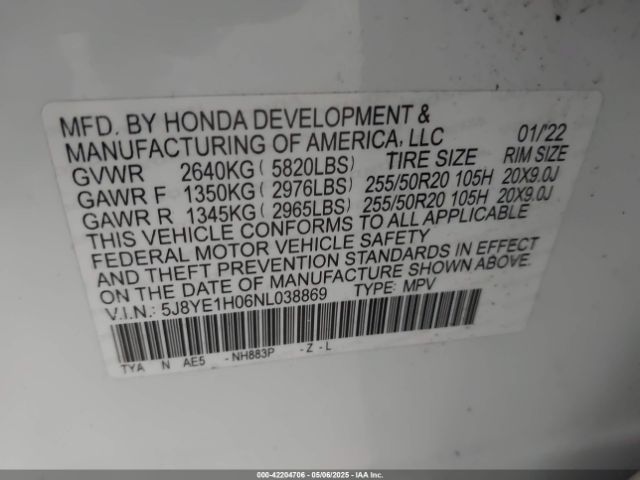 MFD. BY HONDA DEVELOPMENT &
MANUFACTURING OF AMERICA, LLC 01/'22
GVWR 2640KG ( 5820LBS) TIRE SIZE RIM SIZE
GAWR F 1350KG ( 2976LBS) 255/50R20 105H 20X9.0J
GAWR R 1345KG ( 2965LBS) 255/50R20 105H 20X9.0J
THIS VEHICLE CONFORMS TO ALL APPLICABLE
FEDERAL MOTOR VEHICLE SAFETY
AND THEFT PREVENTION STANDARDS IN EFFECT
ON THE DATE OF MANUFACTURE SHOWN ABOVE.
V.I.N.: 5J8YE1H06NL038869 TYPE: MPV
TYA N AE5 - NH883P - Z - L
000-42204706 - 05/06/2025 - IAA Inc.